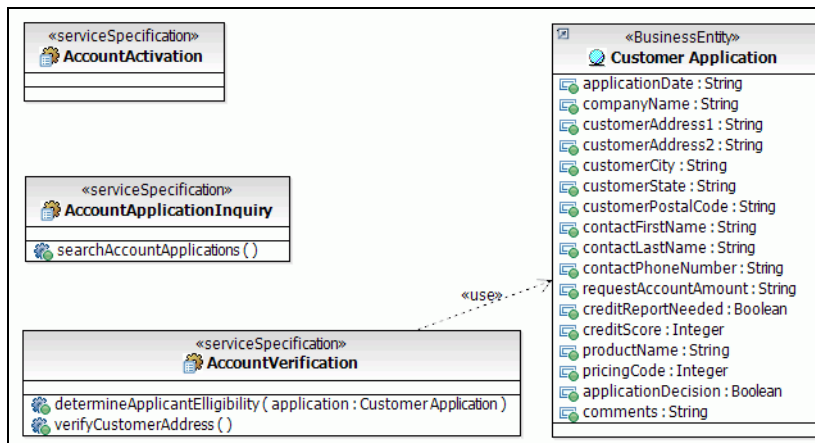 «serviceSpecification»
AccountActivation
«serviceSpecification»
AccountApplicationInquiry
searchAccountApplications ( )
«use»
«serviceSpecification»
AccountVerification
determineApplicantElligibility ( application : Customer Application )
verifyCustomerAddress ( )
«BusinessEntity»
Customer Application
applicationDate : String
companyName : String
customerAddress1 : String
customerAddress2 : String
customerCity : String
customerState : String
customerPostalCode : String
contactFirstName : String
contactLastName : String
contactPhoneNumber : String
requestAccountAmount : String
creditReportNeeded : Boolean
creditScore : Integer
productName : String
pricingCode : Integer
applicationDecision : Boolean
comments : String